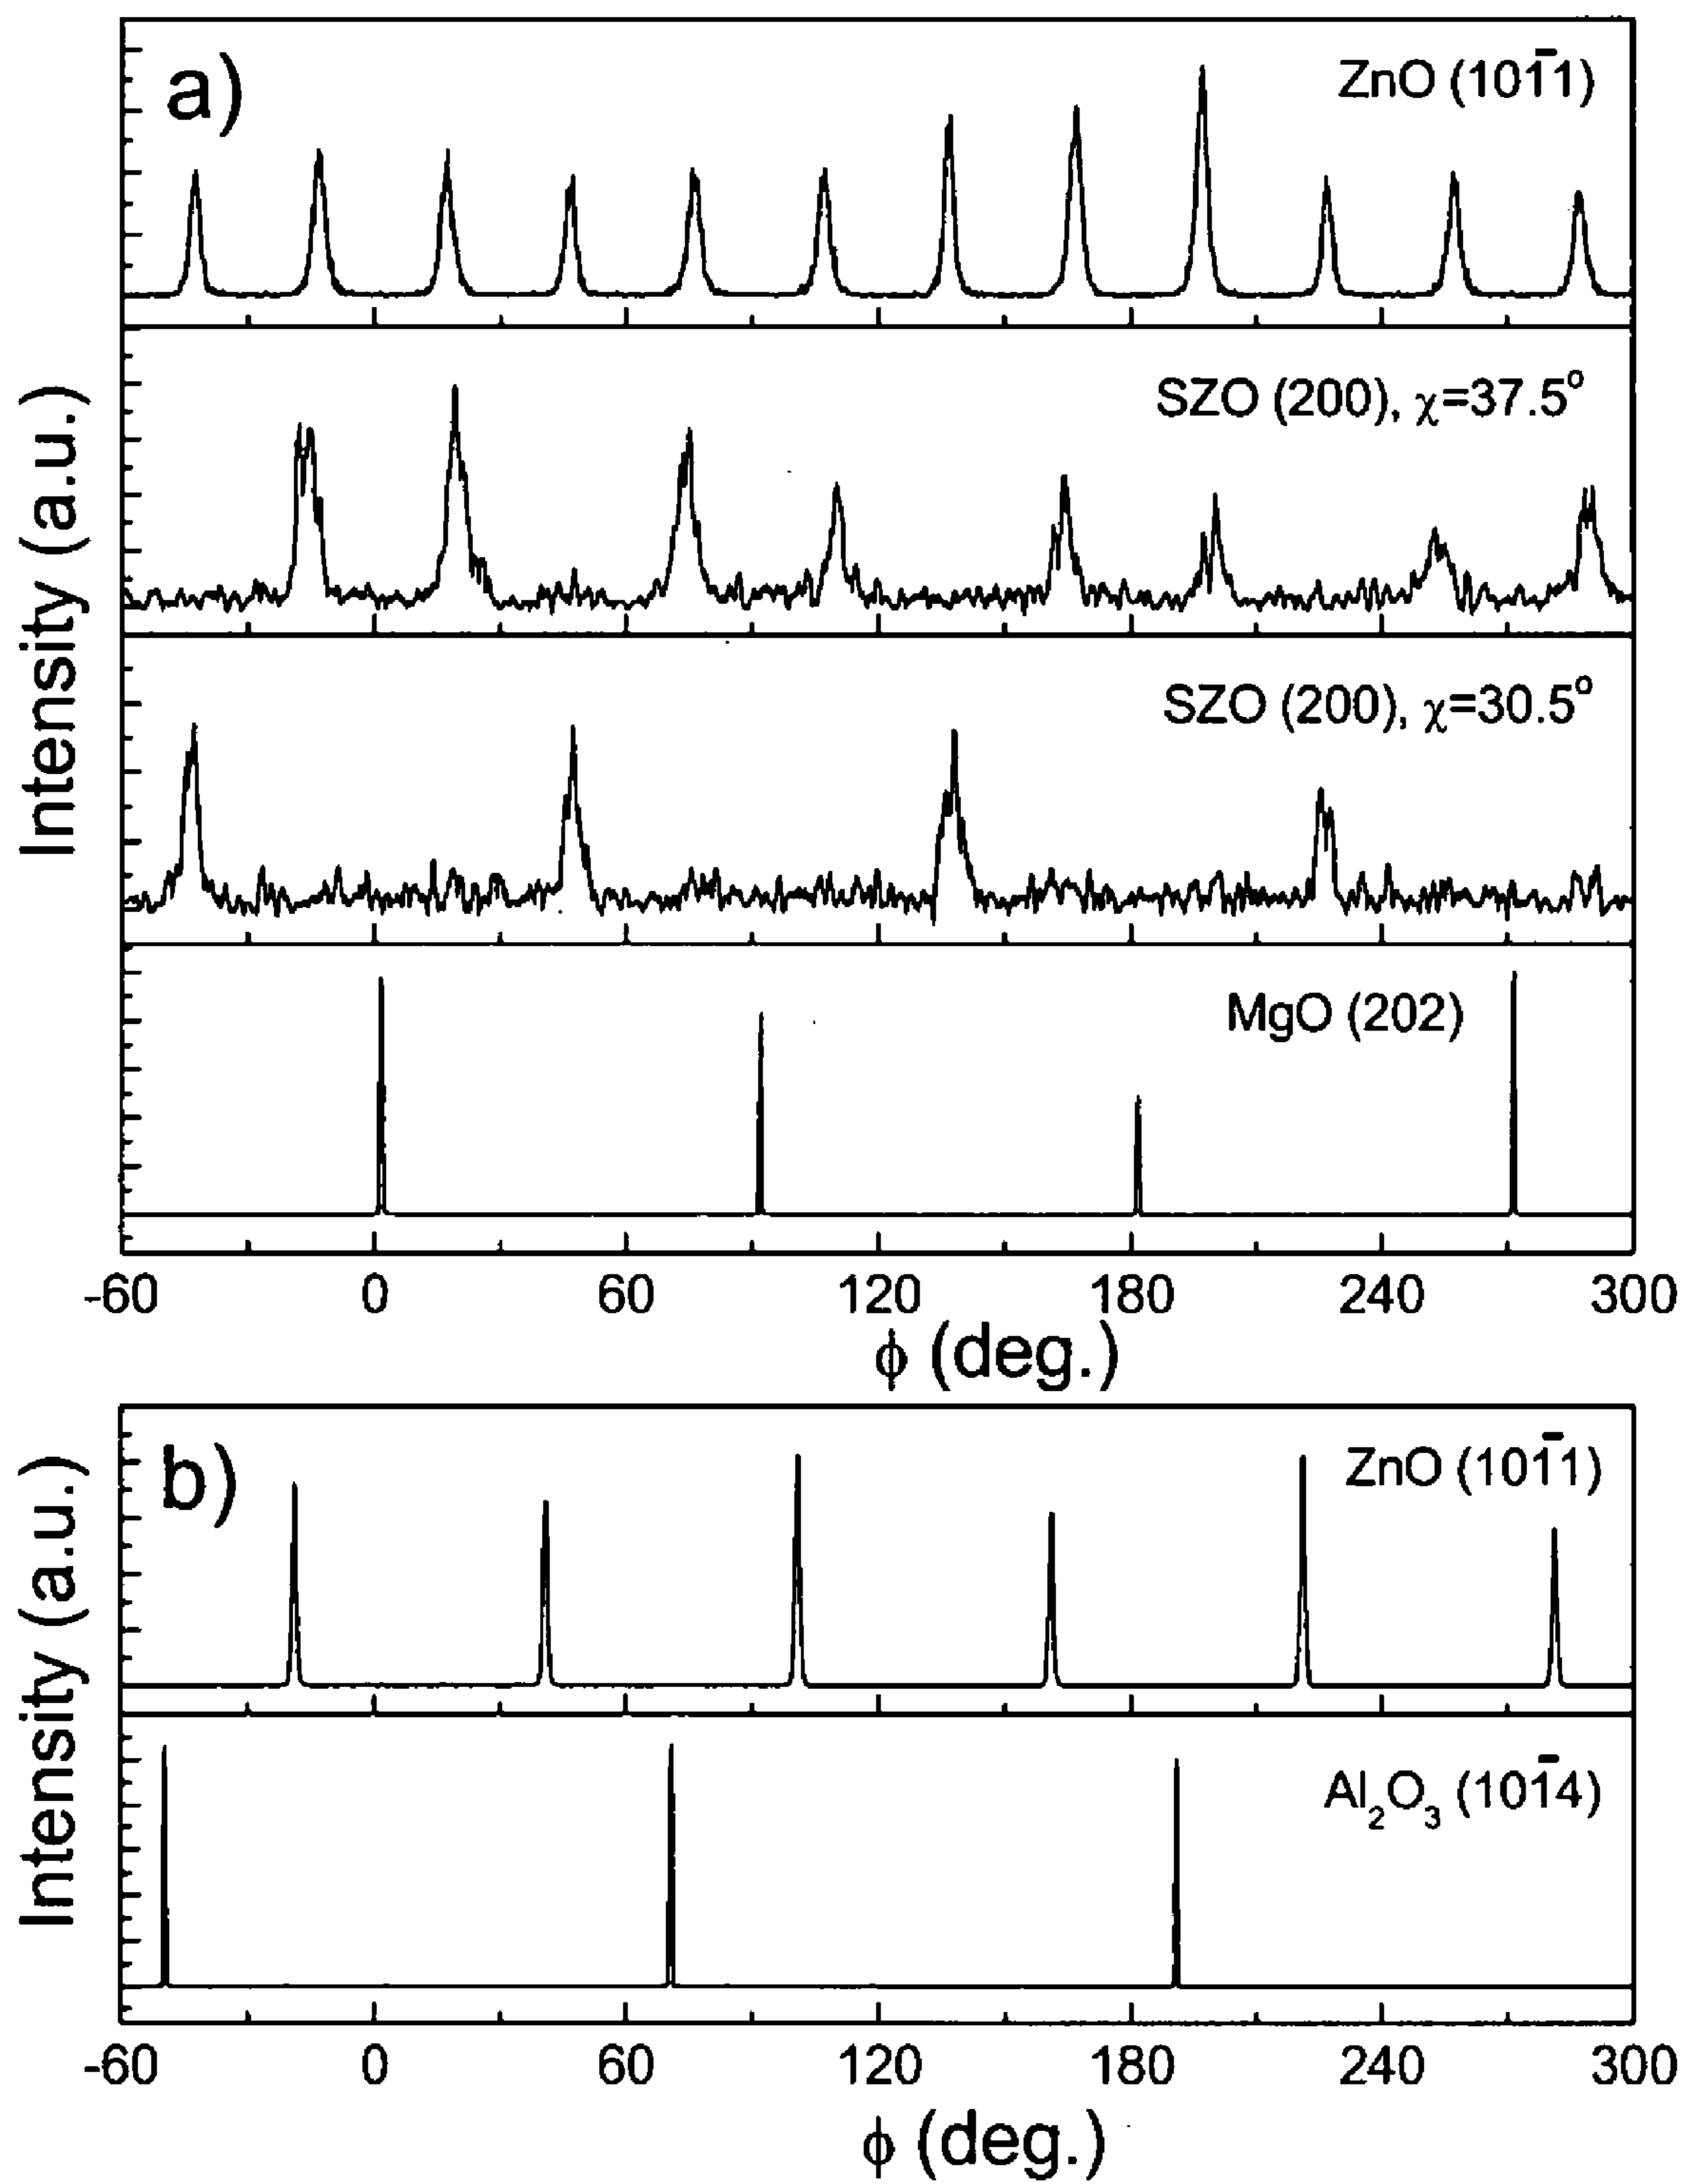 a)
ZnO (101̅1)
SZO (200), χ=37.5°
SZO (200), χ=30.5°
MgO (202)
Intensity (a.u.)
-60 0 60 120 180 240 300
ϕ (deg.)
b)
ZnO (101̅1)
Al₂O₃ (101̅4)
Intensity (a.u.)
-60 0 60 120 180 240 300
ϕ (deg.)